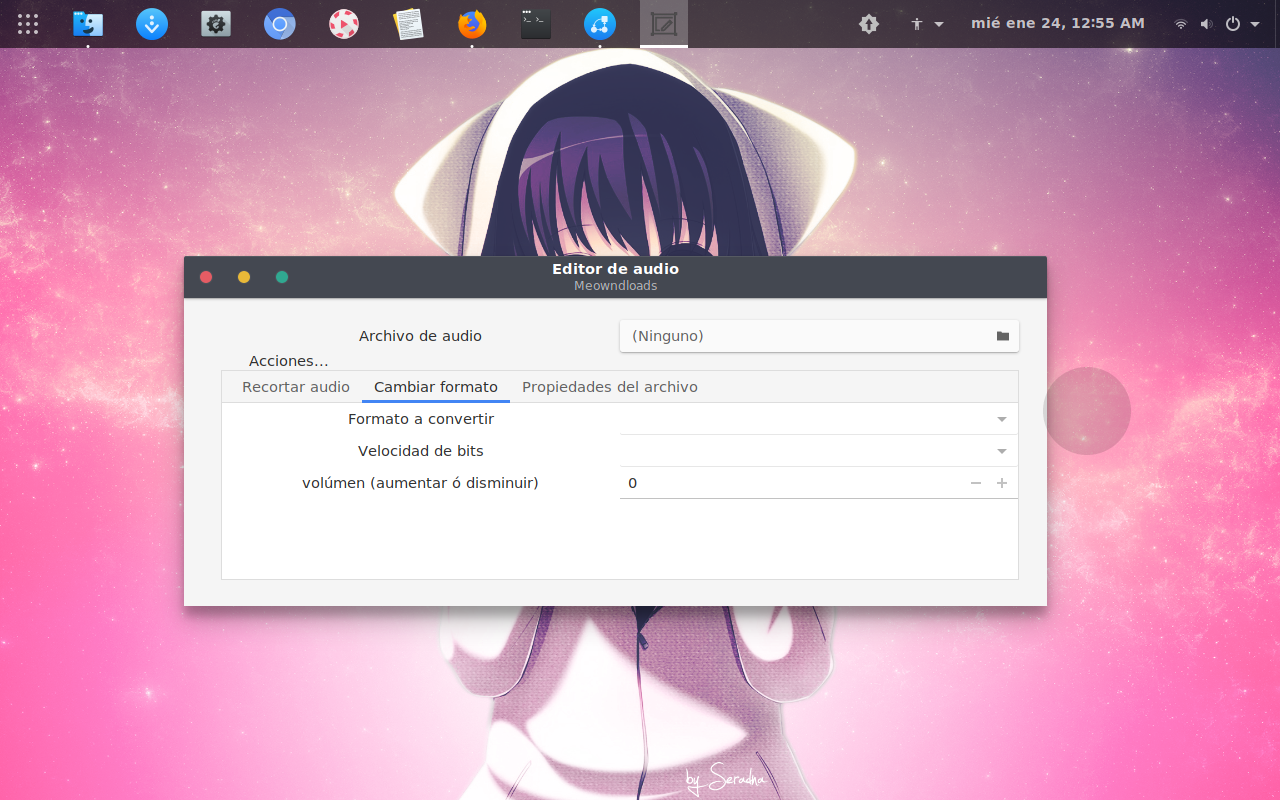 mié ene 24, 12:55 AM
Editor de audio
Meowndloads
Archivo de audio (Ninguno)
Acciones...
Recortar audio Cambiar formato Propiedades del archivo
Formato a convertir
Velocidad de bits
volúmen (aumentar ó disminuir) 0
by Seradha